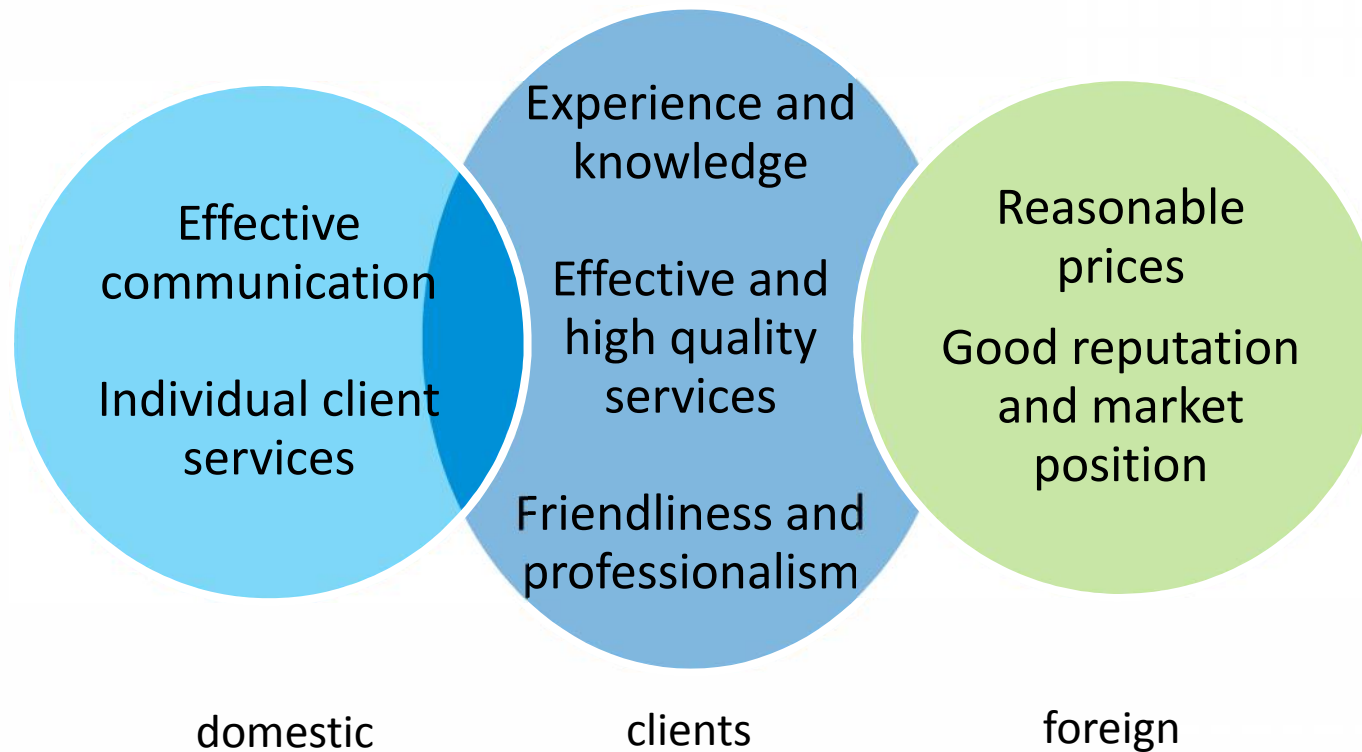 Effective
communication
Individual client
services
Experience and
knowledge
Effective and
high quality
services
Friendliness and
professionalism
Reasonable
prices
Good reputation
and market
position
domestic
clients
foreign